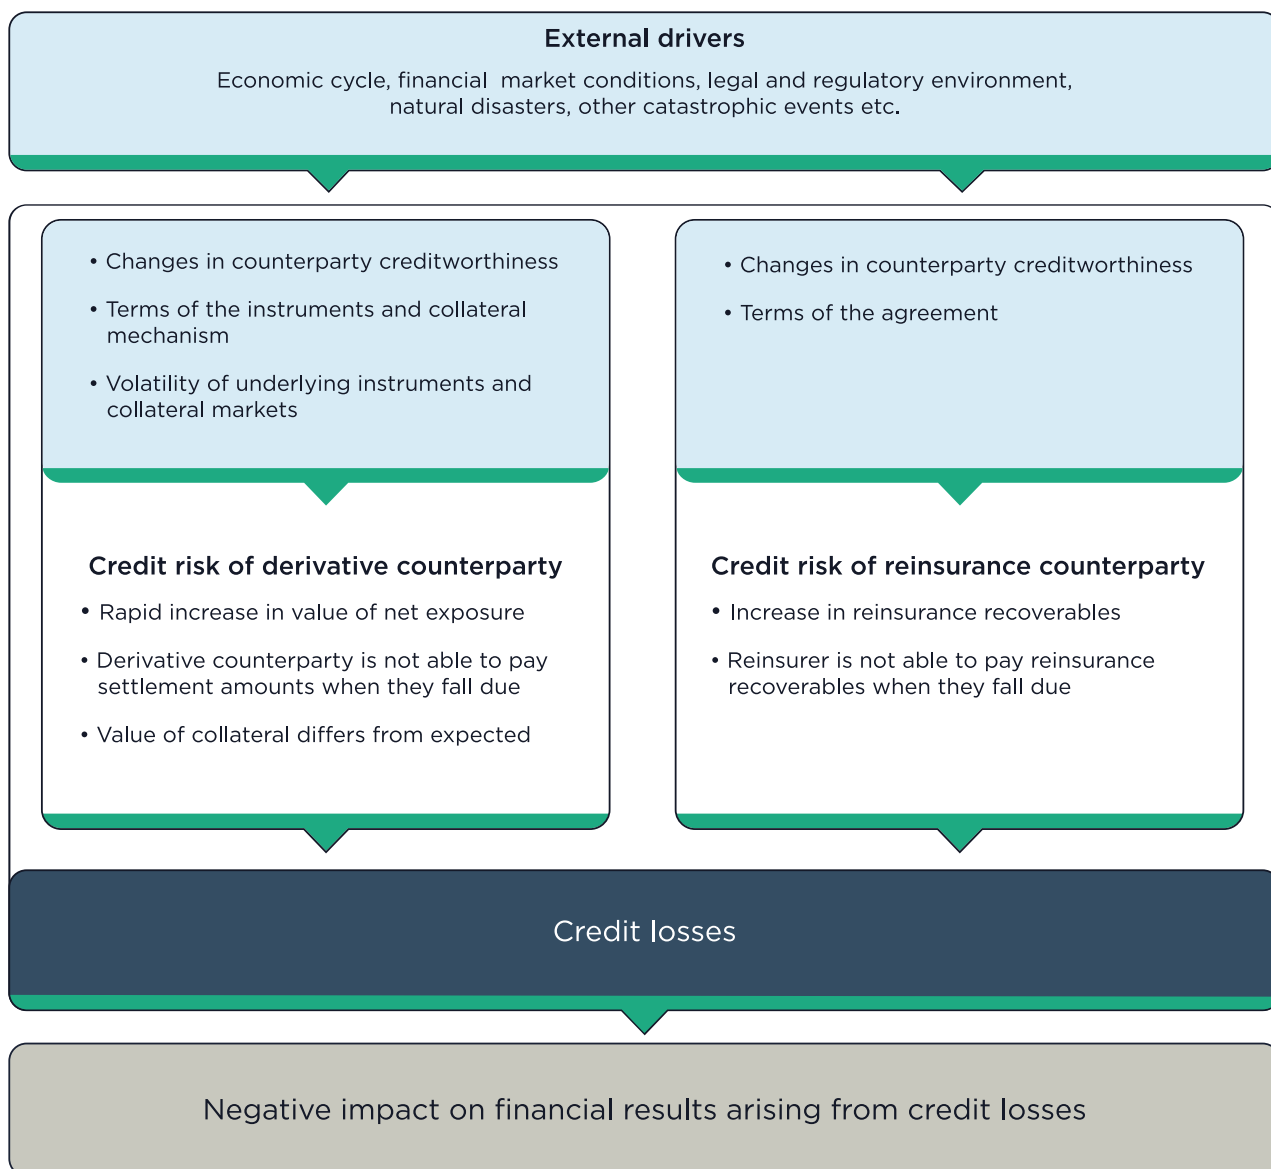 External drivers
Economic cycle, financial market conditions, legal and regulatory environment,
natural disasters, other catastrophic events etc.
• Changes in counterparty creditworthiness
• Terms of the instruments and collateral
mechanism
• Volatility of underlying instruments and
collateral markets
• Changes in counterparty creditworthiness
• Terms of the agreement
Credit risk of derivative counterparty
• Rapid increase in value of net exposure
• Derivative counterparty is not able to pay
settlement amounts when they fall due
• Value of collateral differs from expected
Credit risk of reinsurance counterparty
• Increase in reinsurance recoverables
• Reinsurer is not able to pay reinsurance
recoverables when they fall due
Credit losses
Negative impact on financial results arising from credit losses